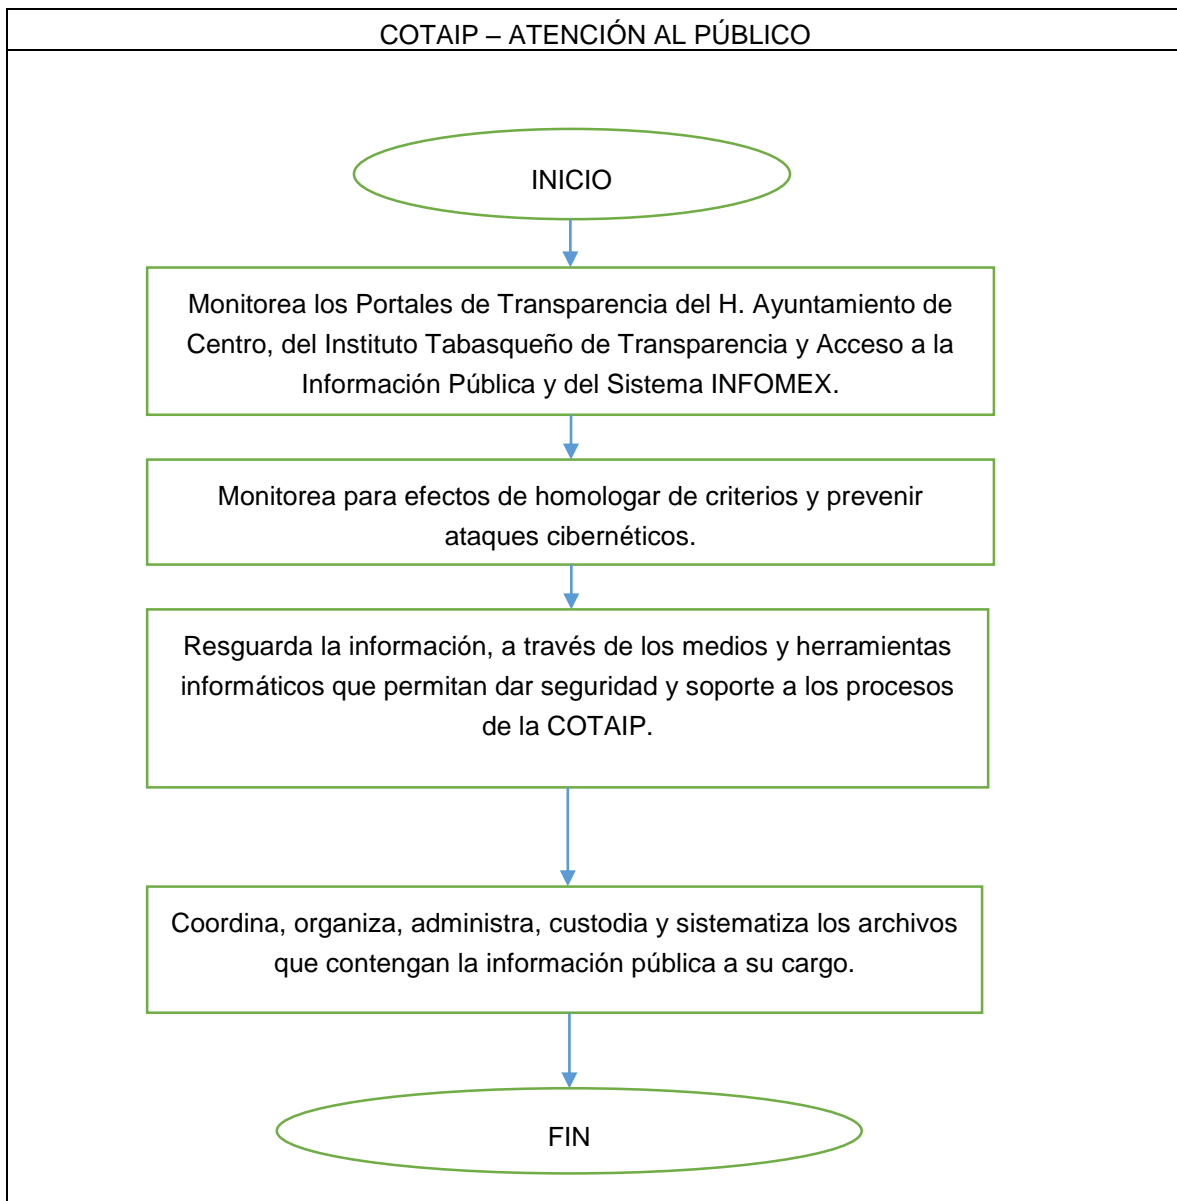 COTAIP – ATENCIÓN AL PÚBLICO
INICIO
Monitorea los Portales de Transparencia del H. Ayuntamiento de
Centro, del Instituto Tabasqueño de Transparencia y Acceso a la
Información Pública y del Sistema INFOMEX.
Monitorea para efectos de homologar de criterios y prevenir
ataques cibernéticos.
Resguarda la información, a través de los medios y herramientas
informáticos que permitan dar seguridad y soporte a los procesos
de la COTAIP.
Coordina, organiza, administra, custodia y sistematiza los archivos
que contengan la información pública a su cargo.
FIN